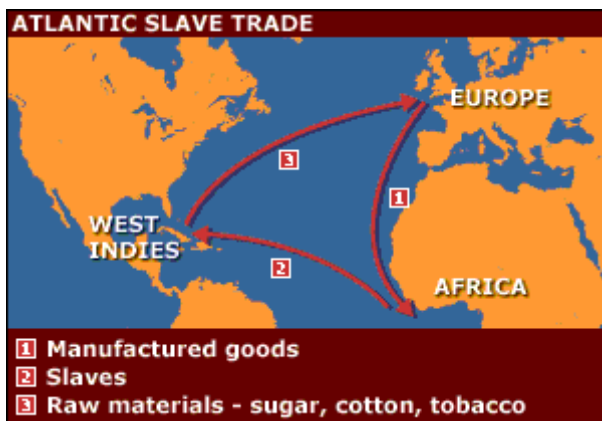 ATLANTIC SLAVE TRADE
EUROPE
3
1
WEST
INDIES
2
AFRICA
1 Manufactured goods
2 Slaves
3 Raw materials - sugar, cotton, tobacco